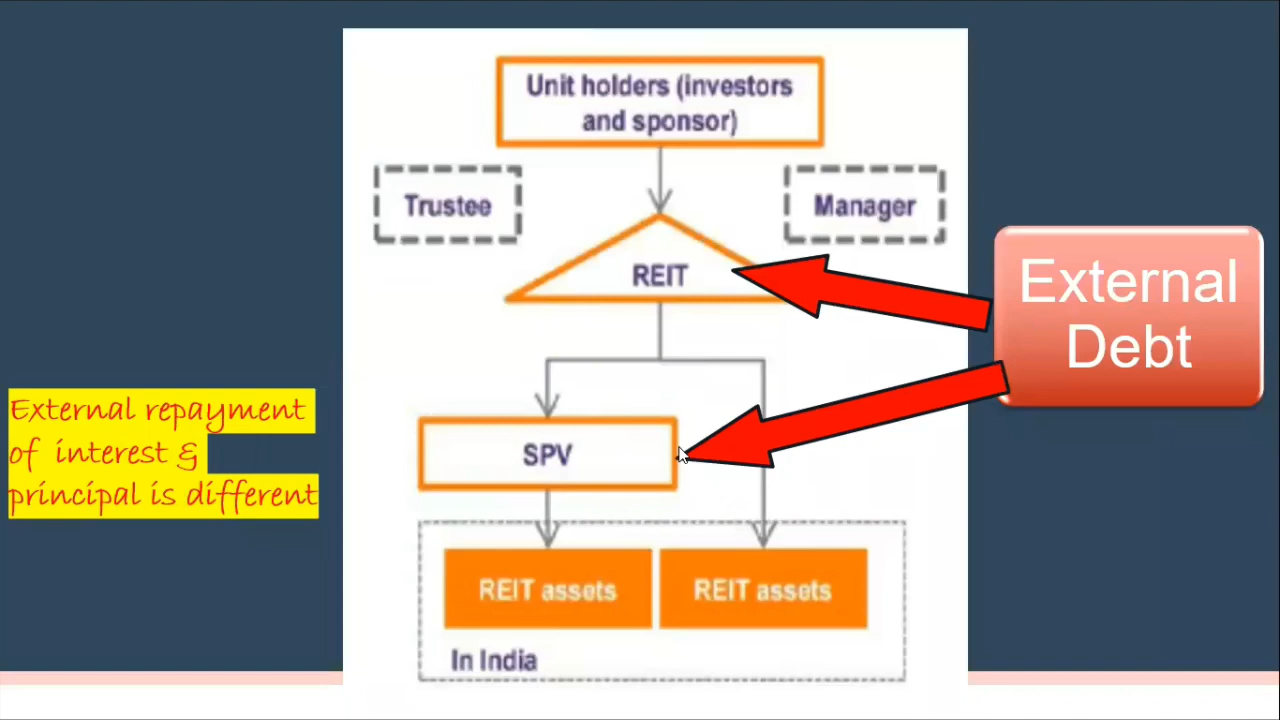 Unit holders (investors
and sponsor)
Trustee
Manager
REIT
External
Debt
External repayment
of interest &
principal is different
SPV
REIT assets
REIT assets
In India